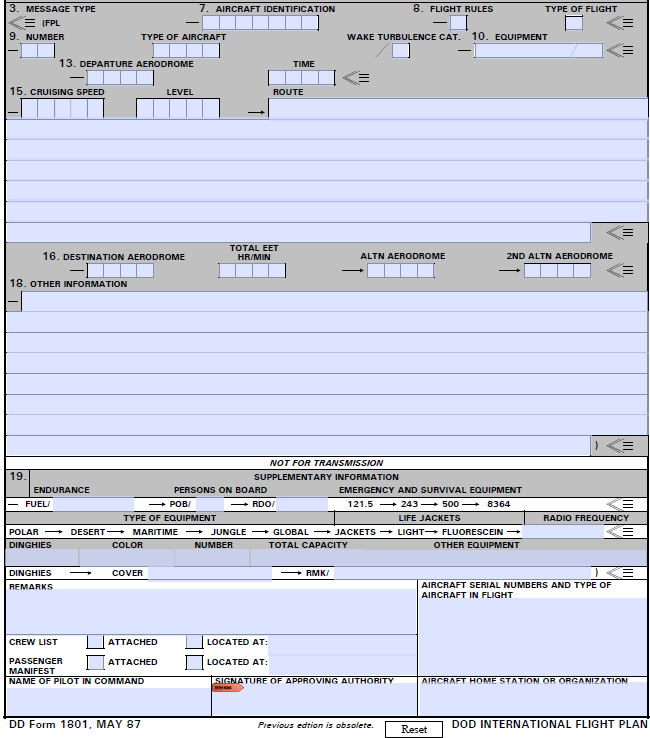 3. MESSAGE TYPE 7. AIRCRAFT IDENTIFICATION 8. FLIGHT RULES TYPE OF FLIGHT
(FPL
9. NUMBER TYPE OF AIRCRAFT WAKE TURBULENCE CAT. 10. EQUIPMENT
13. DEPARTURE AERODROME TIME
15. CRUISING SPEED LEVEL ROUTE
16. DESTINATION AERODROME TOTAL EET HR/MIN ALTN AERODROME 2ND ALTN AERODROME
18. OTHER INFORMATION
)
NOT FOR TRANSMISSION
19. SUPPLEMENTARY INFORMATION
ENDURANCE PERSONS ON BOARD EMERGENCY AND SURVIVAL EQUIPMENT
FUEL/ → POB/ → RDO/ 121.5 → 243 → 500 → 8364
TYPE OF EQUIPMENT LIFE JACKETS RADIO FREQUENCY
POLAR → DESERT → MARITIME → JUNGLE → GLOBAL → JACKETS → LIGHT → FLUORESCEIN →
DINGHIES COLOR NUMBER TOTAL CAPACITY OTHER EQUIPMENT
DINGHIES → COVER → RMK/ )
REMARKS AIRCRAFT SERIAL NUMBERS AND TYPE OF
AIRCRAFT IN FLIGHT
CREW LIST ATTACHED LOCATED AT:
PASSENGER MANIFEST ATTACHED LOCATED AT:
NAME OF PILOT IN COMMAND SIGNATURE OF APPROVING AUTHORITY AIRCRAFT HOME STATION OR ORGANIZATION
DD Form 1801, MAY 87 Previous edtion is obsolete. Reset DOD INTERNATIONAL FLIGHT PLAN